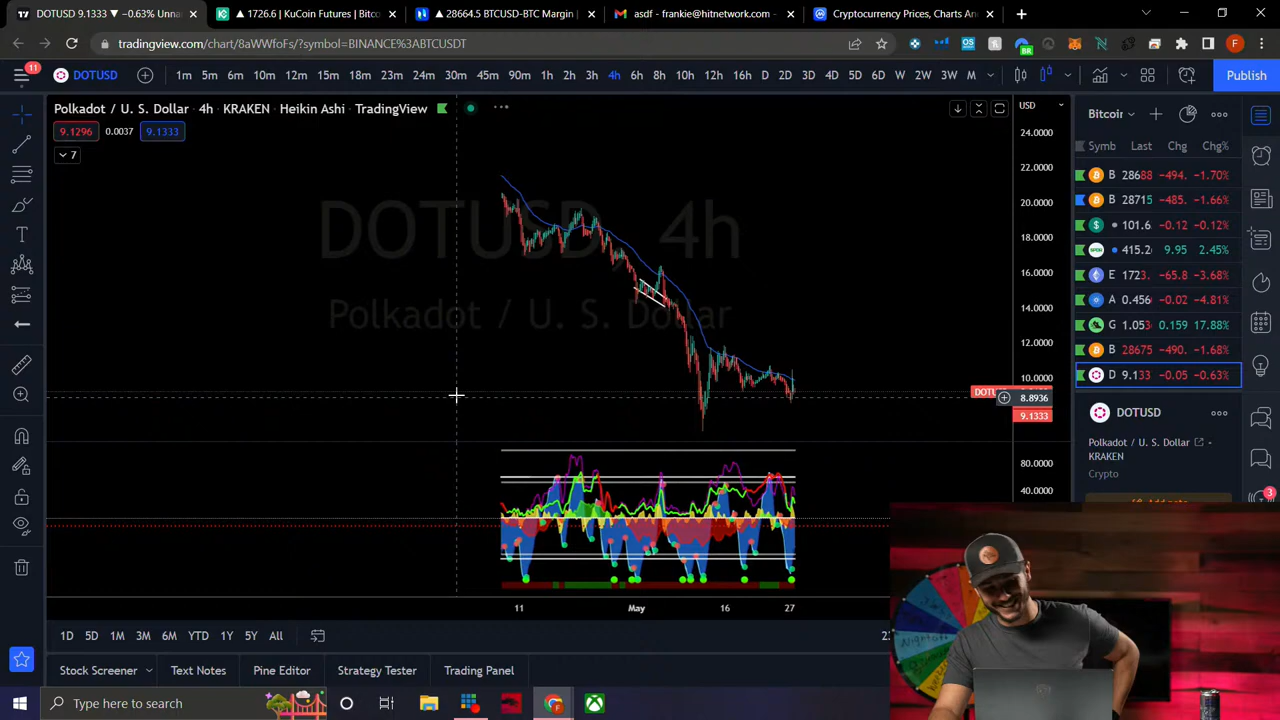 DOTUSD 9.1333 ▼ −0.63% Unna
▲ 1726.6 | KuCoin Futures | Bitco
▲ 28664.5 BTCUSD-BTC Margin |
asdf - frankie@hitnetwork.com -
Cryptocurrency Prices, Charts An
tradingview.com/chart/8aWWfoFs/?symbol=BINANCE%3ABTCUSDT
11
DOTUSD
1m 5m 6m 10m 12m 15m 18m 23m 24m 30m 45m 90m 1h 2h 3h 4h 6h 8h 10h 12h 16h D 2D 3D 4D 5D 6D W 2W 3W M
Publish
Polkadot / U. S. Dollar · 4h · KRAKEN · Heikin Ashi · TradingView
9.1296 0.0037 9.1333
7
USD
DOTUSD, 4h
Polkadot / U. S. Dollar
24.0000
22.0000
20.0000
18.0000
16.0000
14.0000
12.0000
10.0000
8.8936
9.1333
80.0000
40.0000
11 May 16 27
Bitcoin
Symb Last Chg Chg%
B 28688 −494. −1.70%
B 28715 −485. −1.66%
101.6 −0.12 −0.12%
415.2 9.95 2.45%
E 1723. −65.8 −3.68%
A 0.456 −0.02 −4.81%
G 1.053 0.159 17.88%
B 28675 −490. −1.68%
D 9.133 −0.05 −0.63%
DOTUSD
Polkadot / U.S. Dollar ·
KRAKEN
Crypto
3
1D 5D 1M 3M 6M YTD 1Y 5Y All
Stock Screener Text Notes Pine Editor Strategy Tester Trading Panel
Type here to search